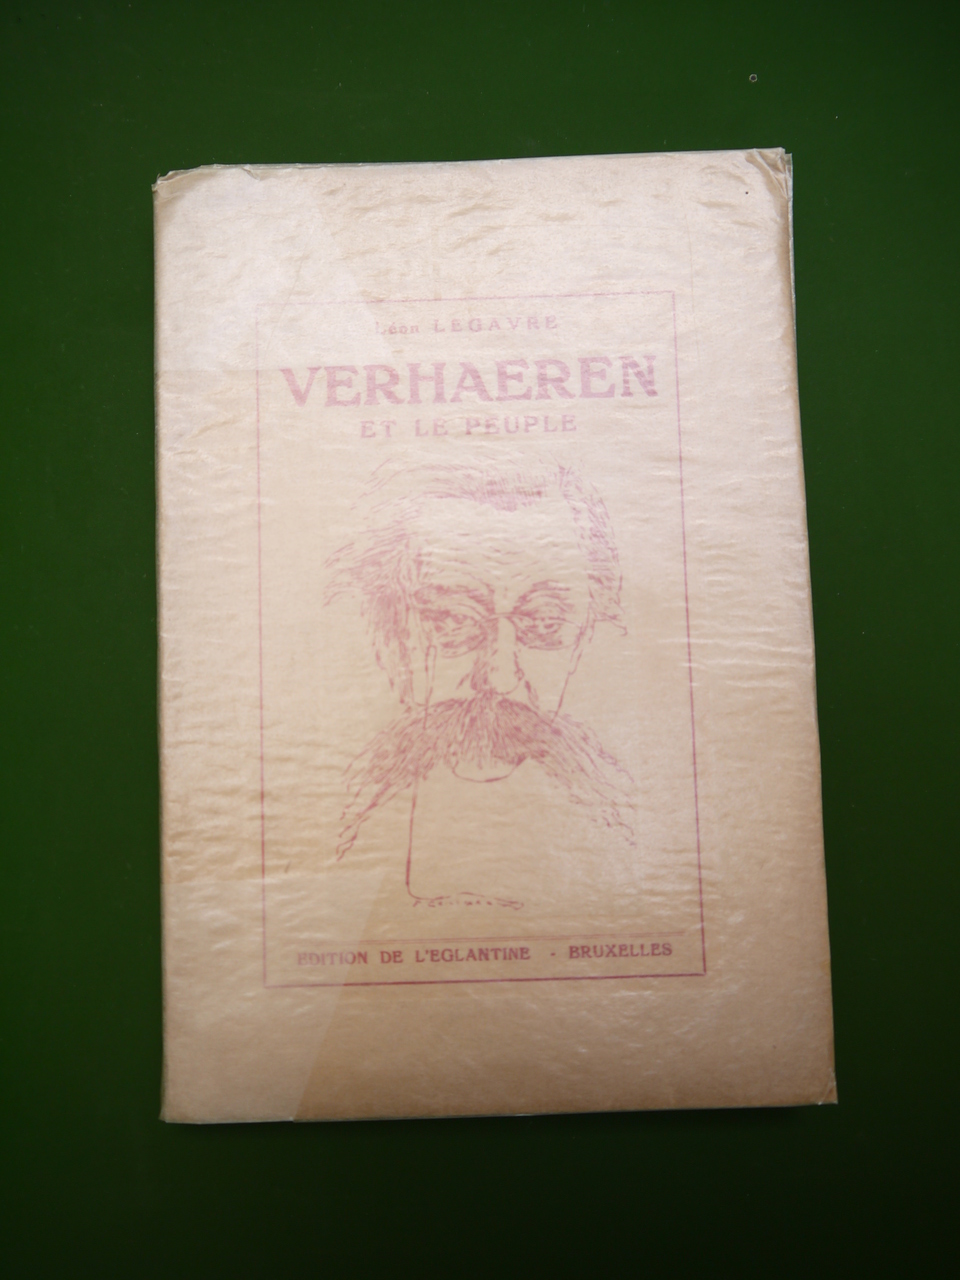 Léon LEGAVRE
VERHAEREN
ET LE PEUPLE
EDITION DE L'EGLANTINE - BRUXELLES